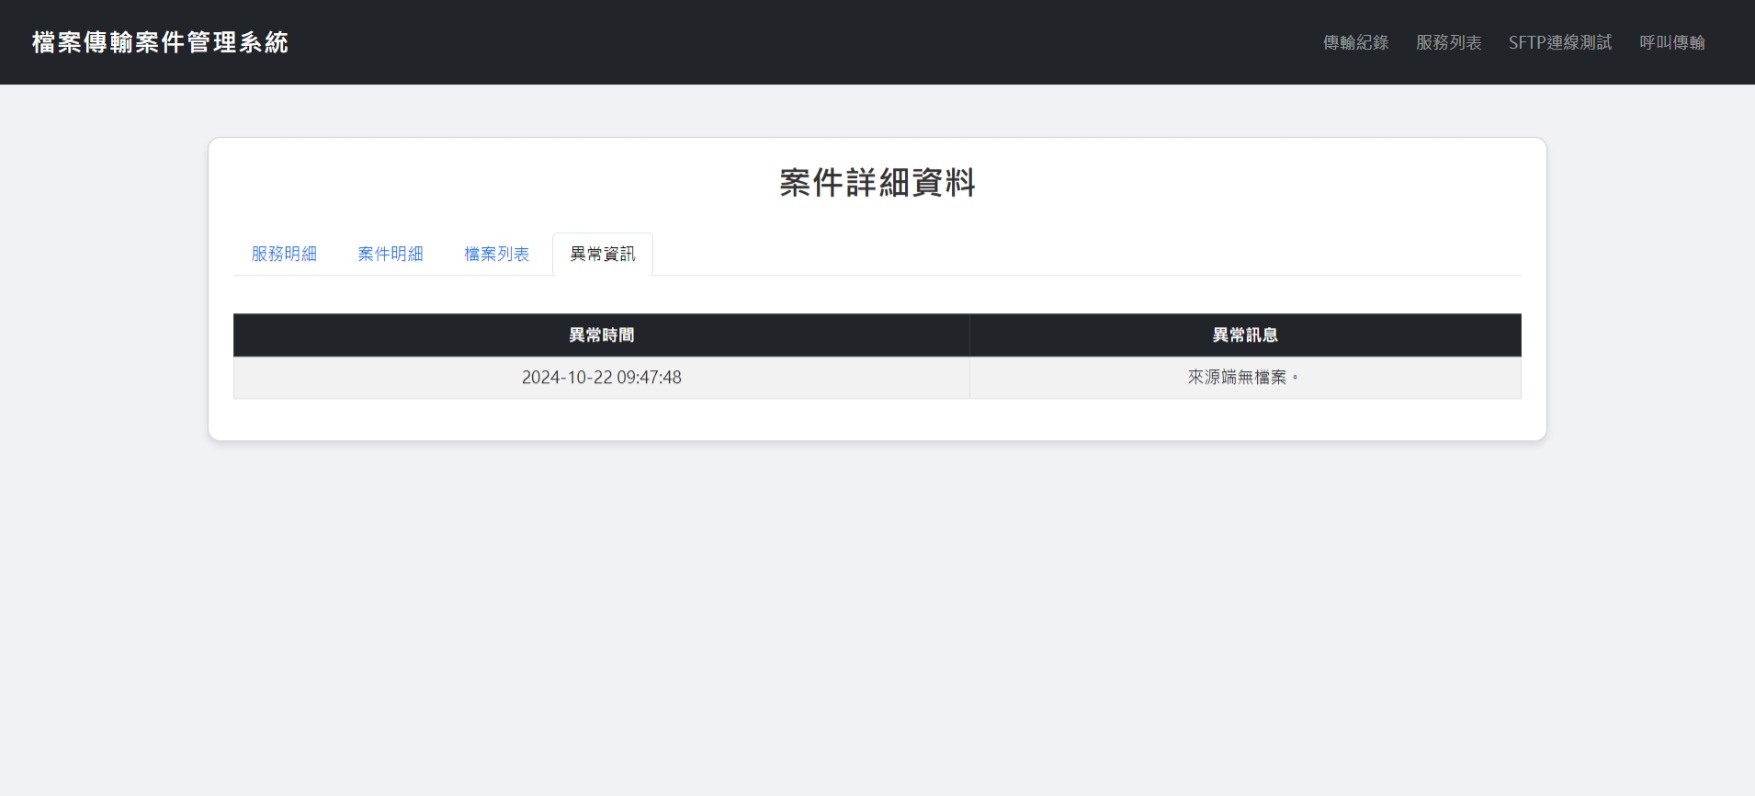 檔案傳輸案件管理系統
傳輸紀錄 服務列表 SFTP連線測試 呼叫傳輸
案件詳細資料
服務明細 案件明細 檔案列表 異常資訊
異常時間 異常訊息
2024-10-22 09:47:48 來源端無檔案。